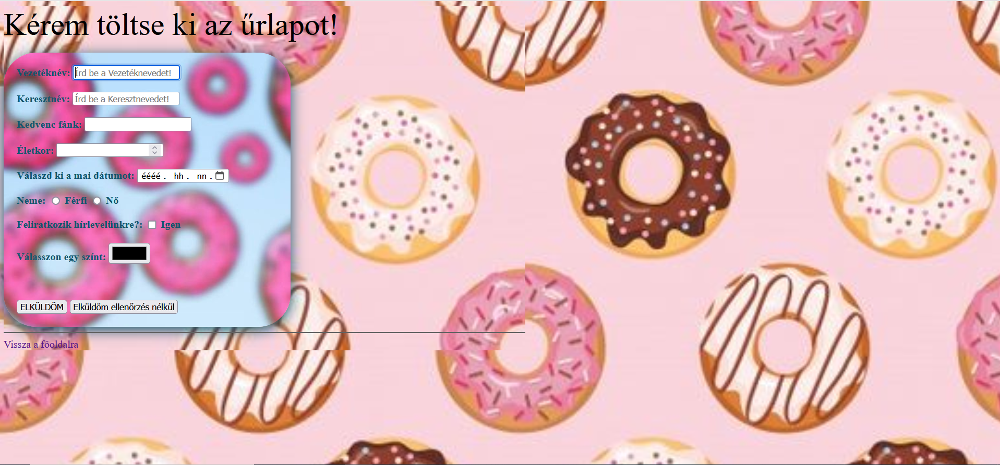 Kérem töltse ki az űrlapot!
Vezetéknév: Írd be a Vezetéknevedet!
Keresztnév: Írd be a Keresztnevedet!
Kedvenc fánk:
Életkor:
Válaszd ki a mai dátumot: éééé. hh. nn.
Neme: Férfi Nő
Feliratkozik hírlevelünkre?: Igen
Válasszon egy színt:
ELKÜLDÖM Elküldöm ellenőrzés nélkül
Vissza a főoldalra